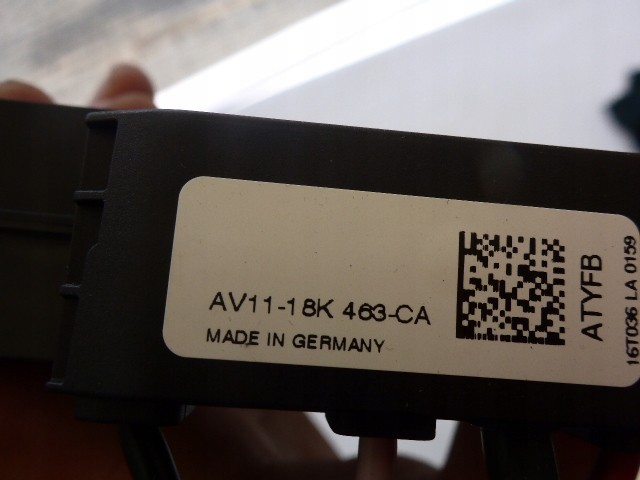 AV11-18K 463-CA
MADE IN GERMANY
ATYFB
16T036 LA 0159